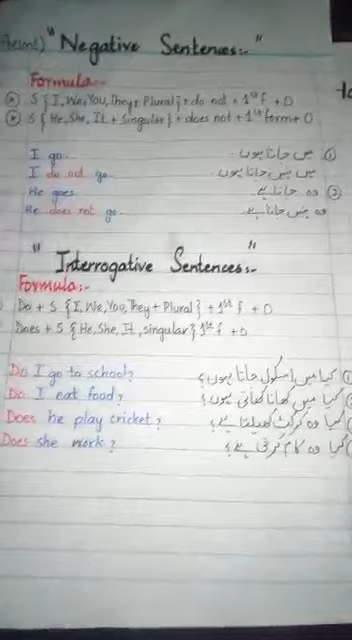 (Present) "Negative Sentences:-"
Formula:-
S {I, We, You, They + Plural} + do not + 1st f + O
S {He, She, It + Singular} + does not + 1st form + O
I go. میں جاتا ہوں۔ (1)
I do not go. میں نہیں جاتا ہوں۔
He goes. وہ جاتا ہے۔ (2)
He does not go. وہ نہیں جاتا ہے۔
"Interrogative Sentences:-"
Formula:-
Do + S {I, We, You, They + Plural} + 1st f + O
Does + S {He, She, It, singular} 1st f + O
Do I go to school? کیا میں اسکول جاتا ہوں؟
Do I eat food? کیا میں کھانا کھاتی ہوں؟
Does he play cricket? کیا وہ کرکٹ کھیلتا ہے؟
Does she work? کیا وہ کام کرتی ہے؟